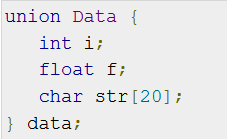 union Data {
   int i;
   float f;
   char str[20];
} data;